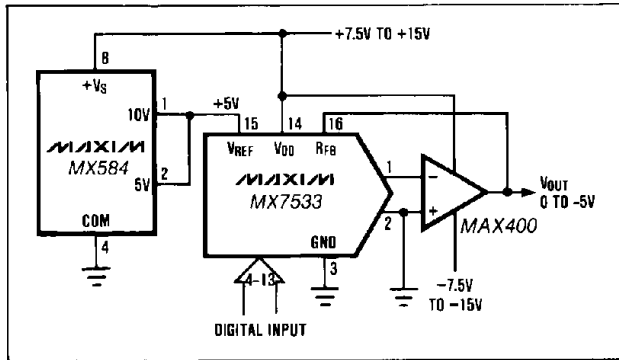 +7.5V TO +15V
8
+VS
10V
1
+5V
15
14
16
VREF
VDD
RFB
MAXIM
MX584
5V
2
MAXIM
MX7533
1
2
−
+
MAX400
VOUT
0 TO -5V
COM
4
GND
3
4-13
−7.5V
TO −15V
DIGITAL INPUT